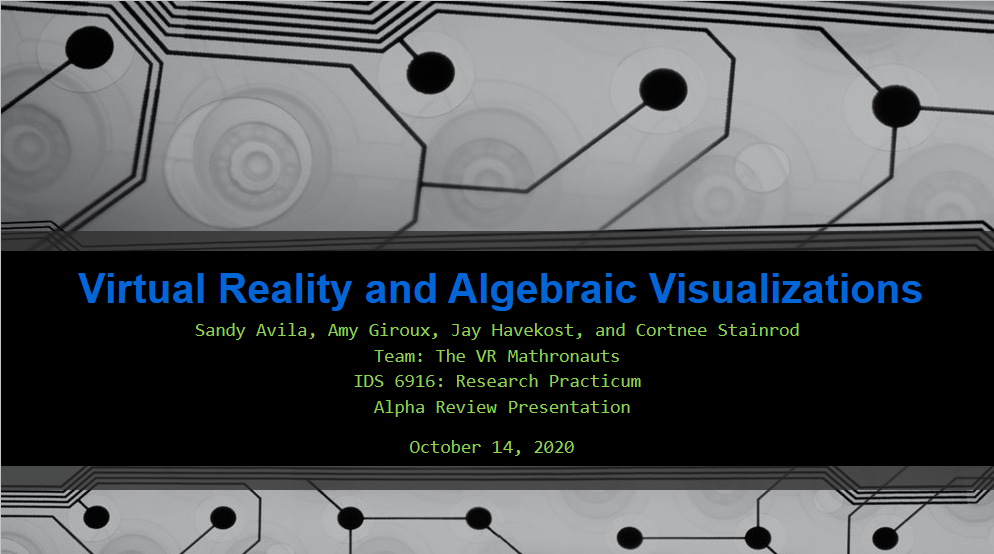 Virtual Reality and Algebraic Visualizations
Sandy Avila, Amy Giroux, Jay Havekost, and Cortnee Stainrod
Team: The VR Mathronauts
IDS 6916: Research Practicum
Alpha Review Presentation
October 14, 2020